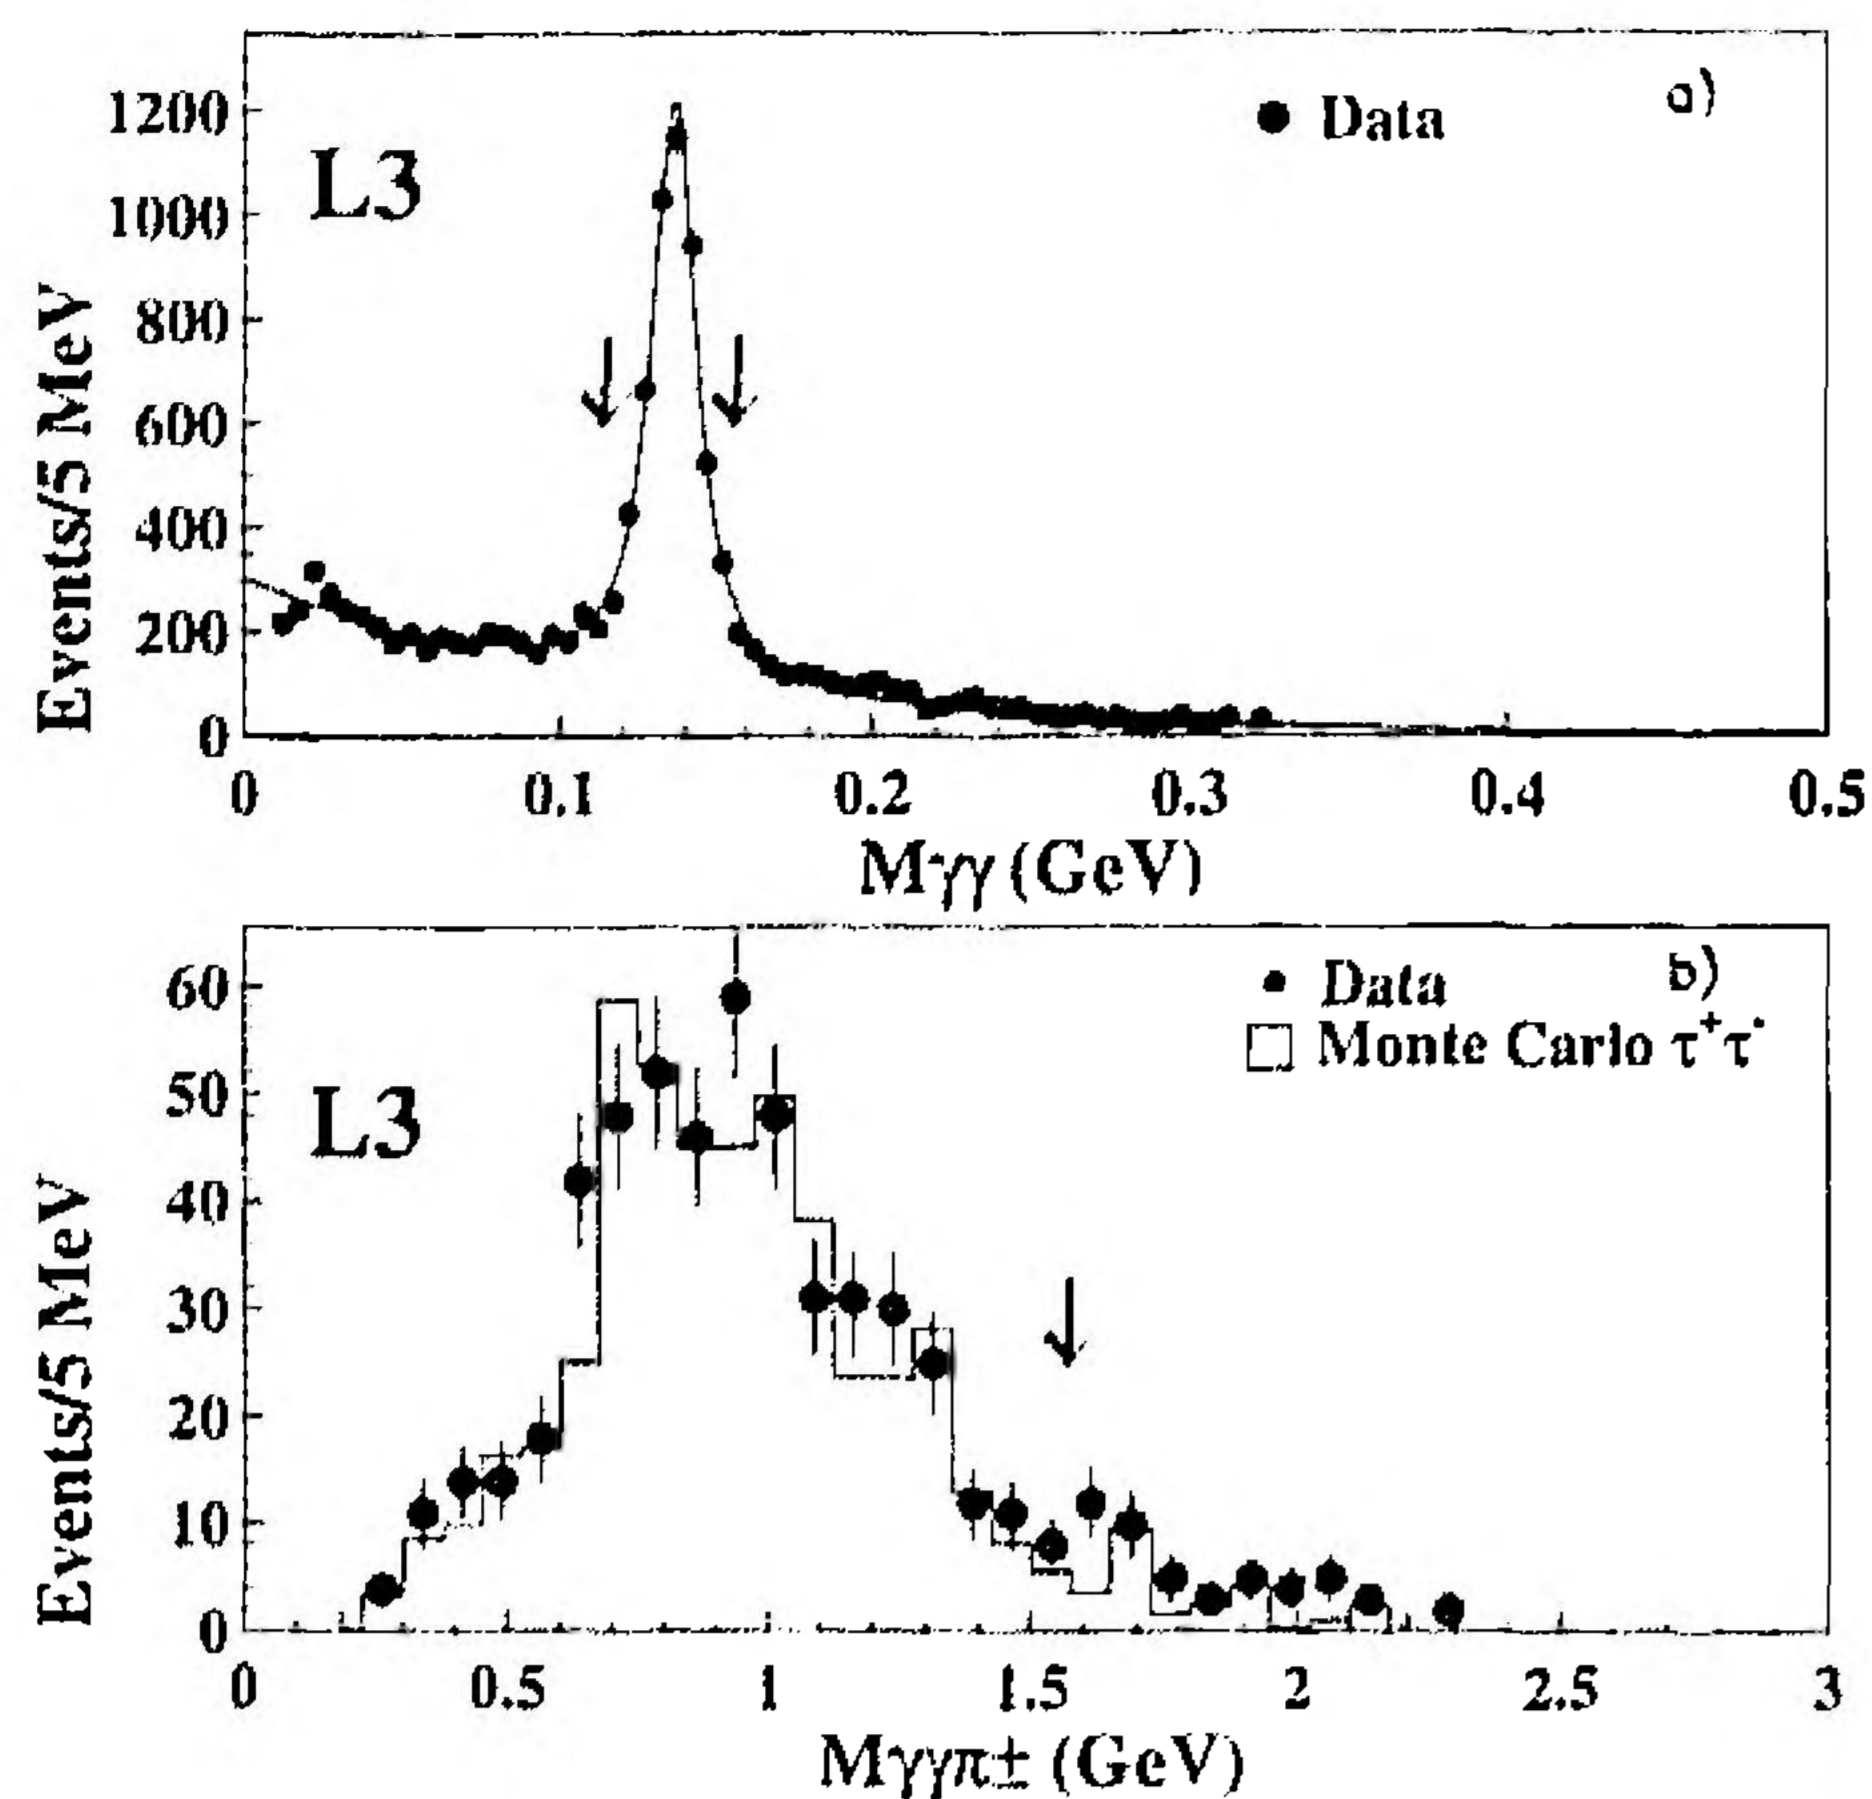 a)
● Data
L3
1200
1000
800
600
400
200
0
Events/5 MeV
0 0.1 0.2 0.3 0.4 0.5
Mγγ (GeV)
b)
● Data
□ Monte Carlo τ⁺τ⁻
L3
60
50
40
30
20
10
0
Events/5 MeV
0 0.5 1 1.5 2 2.5 3
Mγγπ± (GeV)